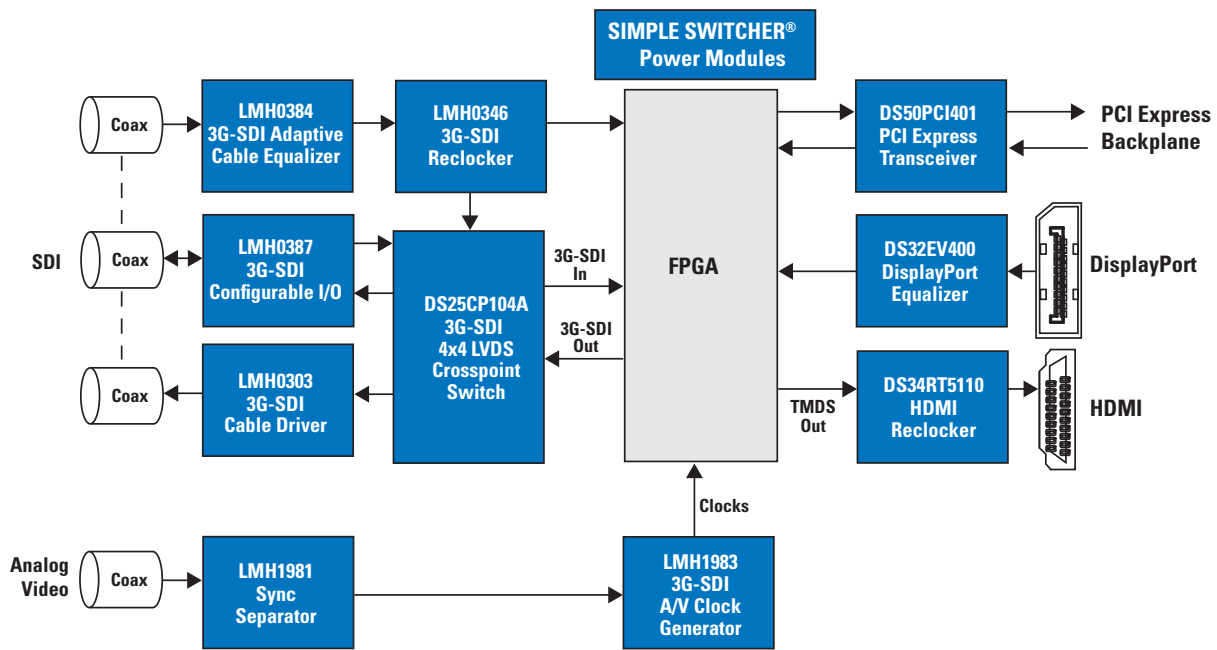 SIMPLE SWITCHER®
Power Modules
Coax
LMH0384
3G-SDI Adaptive
Cable Equalizer
LMH0346
3G-SDI
Reclocker
FPGA
DS50PCI401
PCI Express
Transceiver
PCI Express
Backplane
SDI
Coax
LMH0387
3G-SDI
Configurable I/O
DS25CP104A
3G-SDI
4x4 LVDS
Crosspoint
Switch
3G-SDI
In
3G-SDI
Out
DS32EV400
DisplayPort
Equalizer
DisplayPort
Coax
LMH0303
3G-SDI
Cable Driver
TMDS
Out
DS34RT5110
HDMI
Reclocker
HDMI
Clocks
Analog
Video
Coax
LMH1981
Sync
Separator
LMH1983
3G-SDI
A/V Clock
Generator